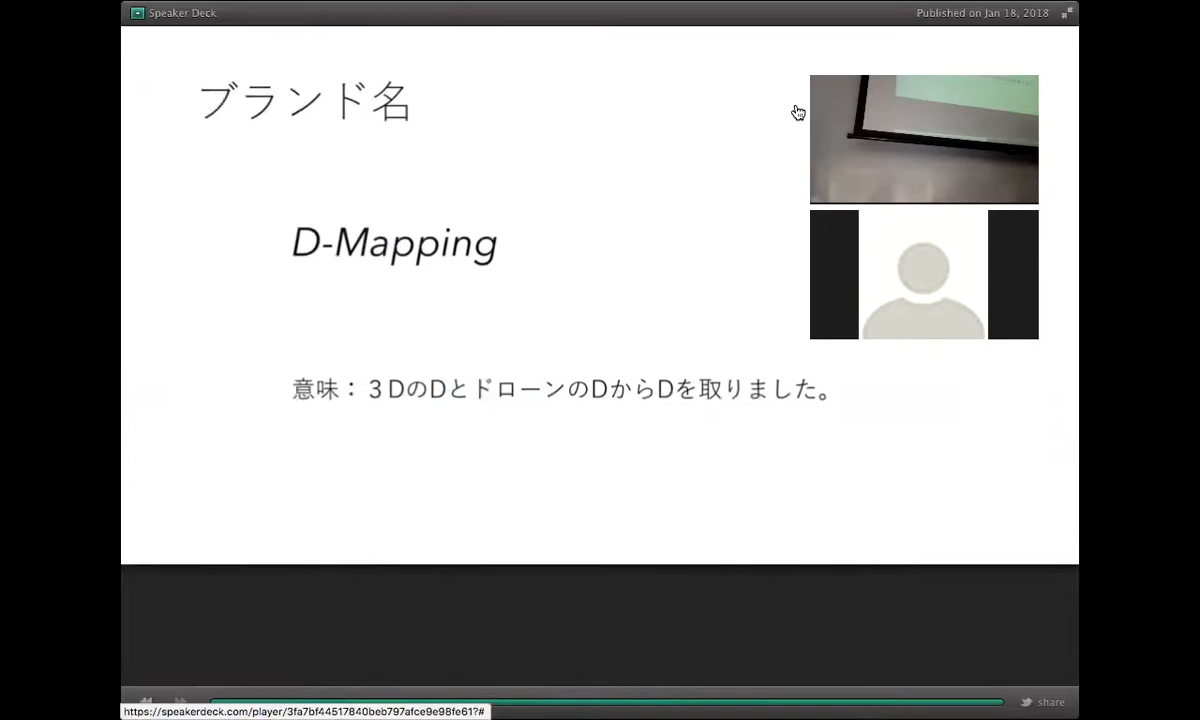 Speaker Deck
Published on Jan 18, 2018
ブランド名
D-Mapping
意味：３DのDとドローンのDからDを取りました。
share
https://speakerdeck.com/player/3fa7bf44517840beb797afce9e98fe61?#